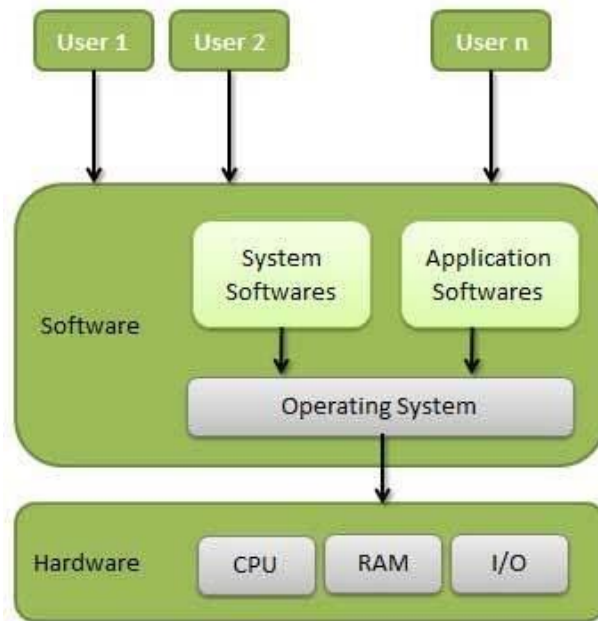 User 1
User 2
User n
System
Softwares
Application
Softwares
Software
Operating System
Hardware
CPU
RAM
I/O